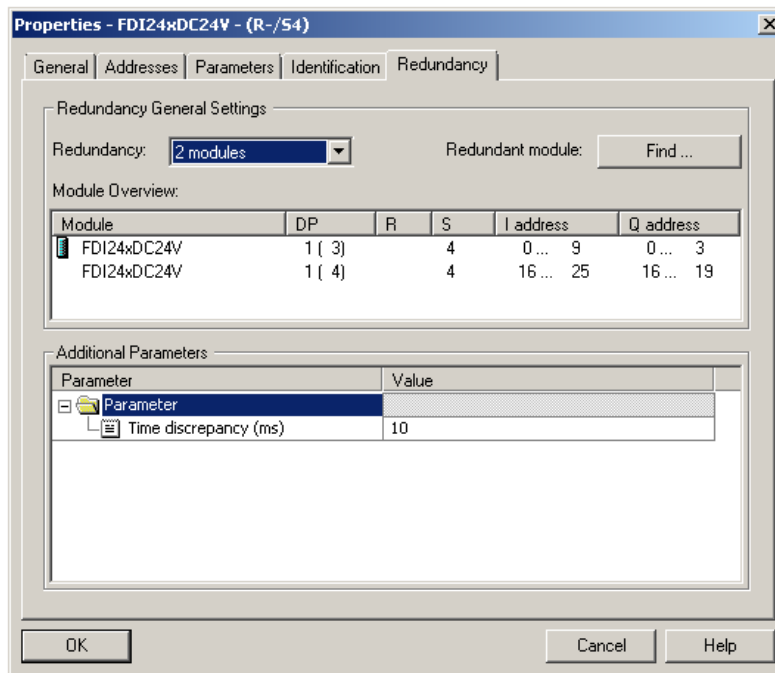 Properties - FDI24xDC24V - (R-/S4)
General Addresses Parameters Identification Redundancy
Redundancy General Settings
Redundancy: 2 modules Redundant module: Find ...
Module Overview:
Module DP R S I address Q address
FDI24xDC24V 1 ( 3) 4 0 ... 9 0 ... 3
FDI24xDC24V 1 ( 4) 4 16 ... 25 16 ... 19
Additional Parameters
Parameter Value
Parameter
Time discrepancy (ms) 10
OK Cancel Help